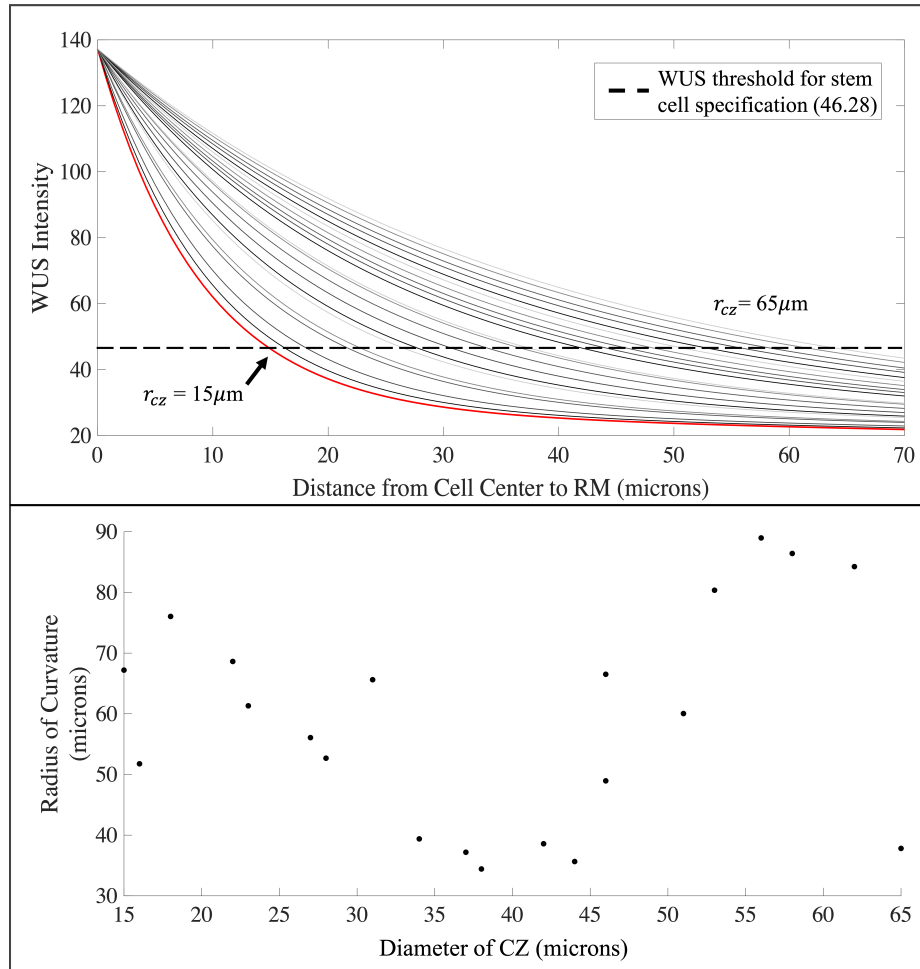 140
120
100
80
60
40
20
WUS Intensity
WUS threshold for stem
cell specification (46.28)
r_cz = 65μm
r_cz = 15μm
0 10 20 30 40 50 60 70
Distance from Cell Center to RM (microns)
90
80
70
60
50
40
30
Radius of Curvature
(microns)
15 20 25 30 35 40 45 50 55 60 65
Diameter of CZ (microns)